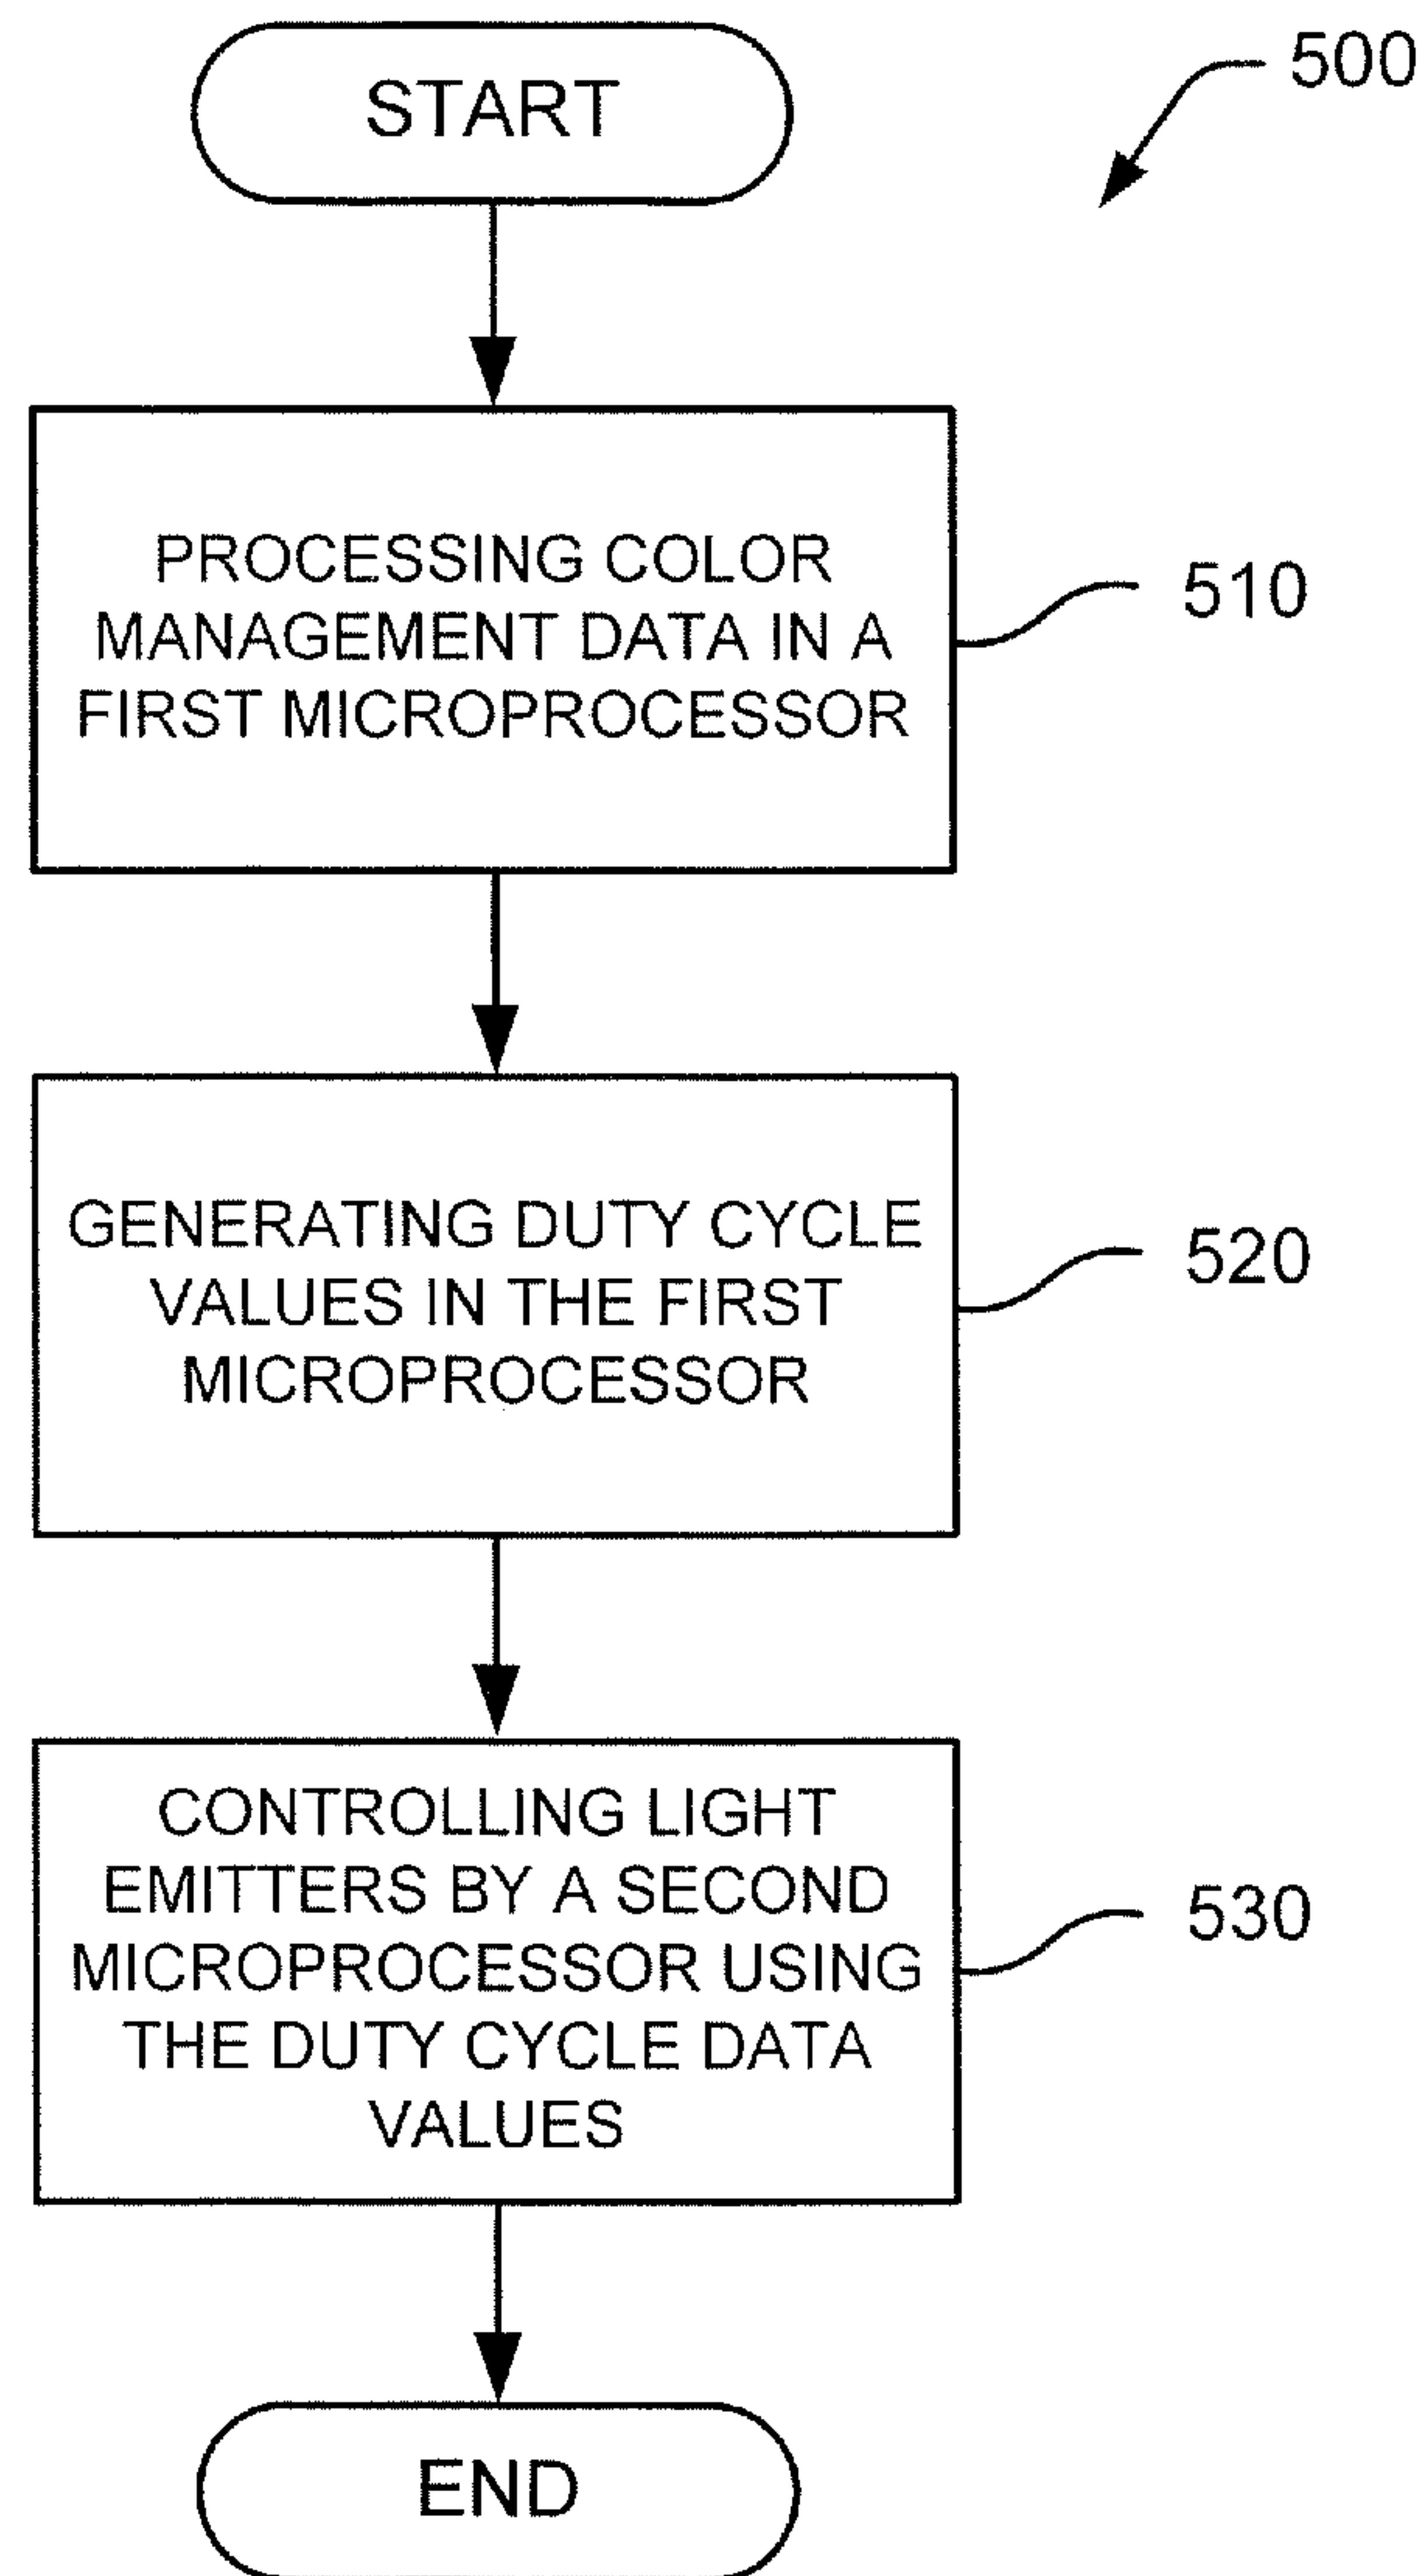 START
500
PROCESSING COLOR
MANAGEMENT DATA IN A
FIRST MICROPROCESSOR
510
GENERATING DUTY CYCLE
VALUES IN THE FIRST
MICROPROCESSOR
520
CONTROLLING LIGHT
EMITTERS BY A SECOND
MICROPROCESSOR USING
THE DUTY CYCLE DATA
VALUES
530
END